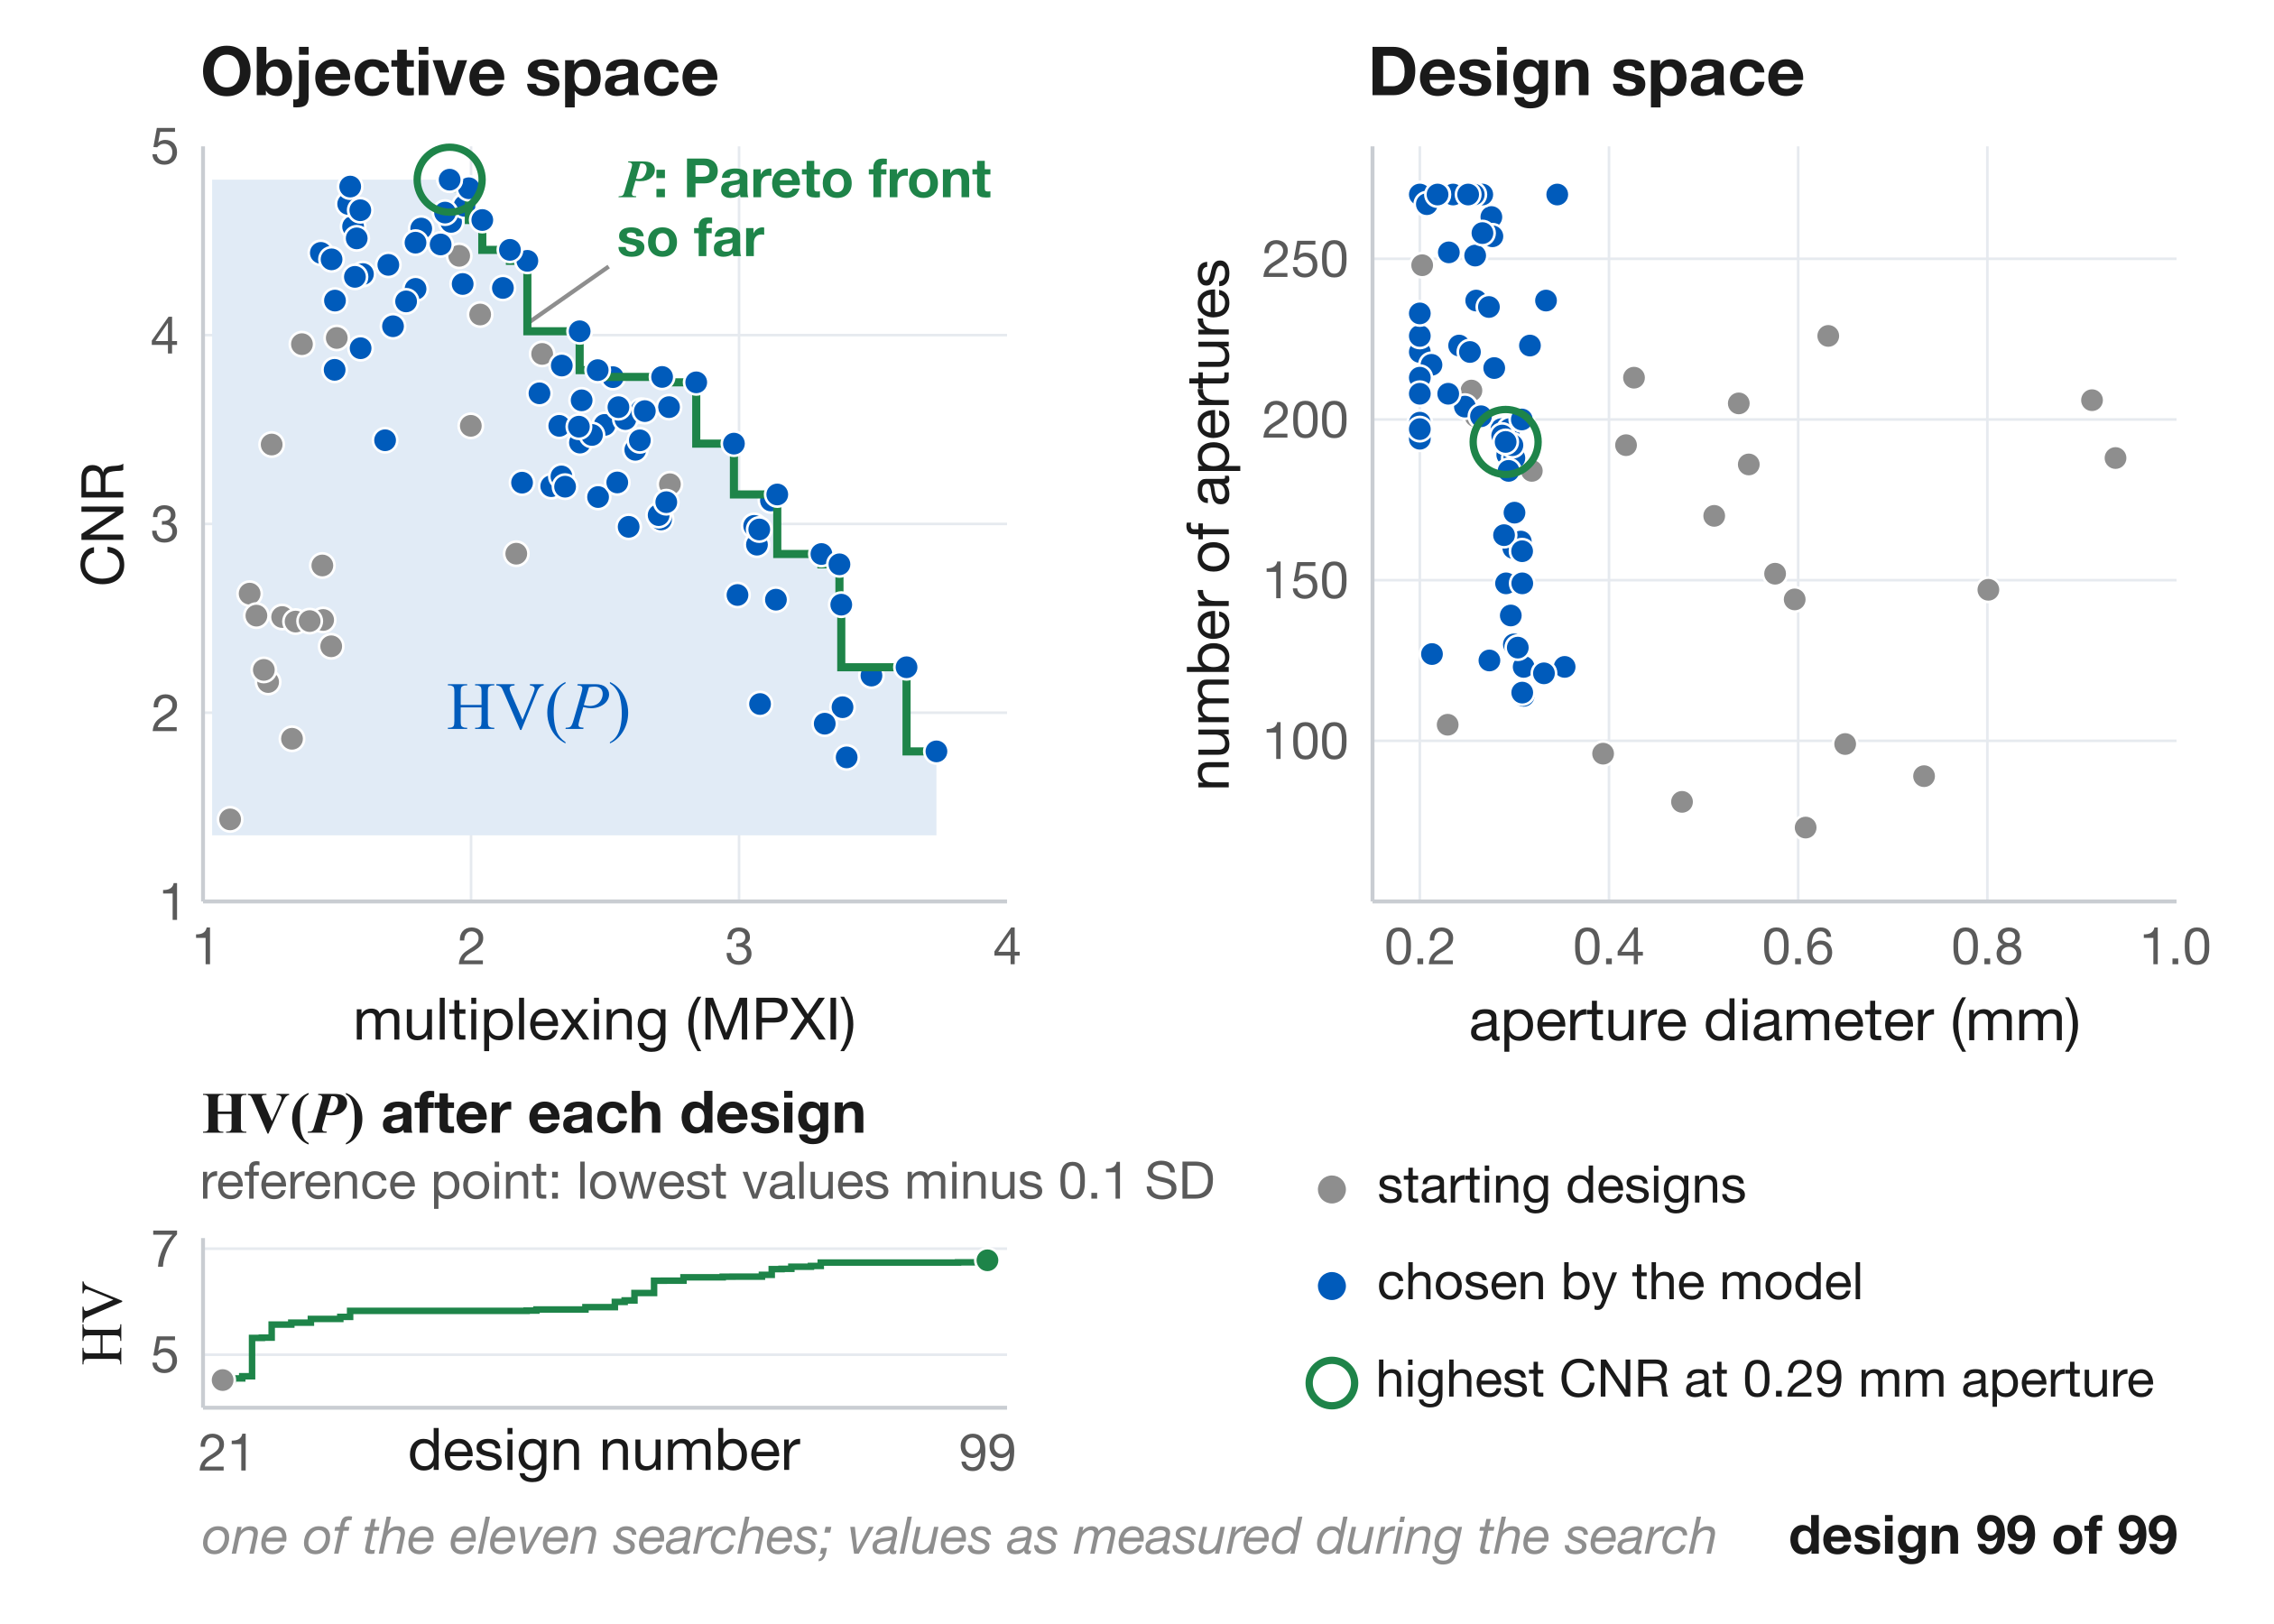 Objective space
5
4
3
2
1
CNR
P: Pareto front
so far
HV(P)
1
2
3
4
multiplexing (MPXI)
Design space
250
200
150
100
number of apertures
0.2
0.4
0.6
0.8
1.0
aperture diameter (mm)
HV(P) after each design
reference point: lowest values minus 0.1 SD
7
5
HV
21
design number
99
starting designs
chosen by the model
highest CNR at 0.29 mm aperture
one of the eleven searches; values as measured during the search
design 99 of 99